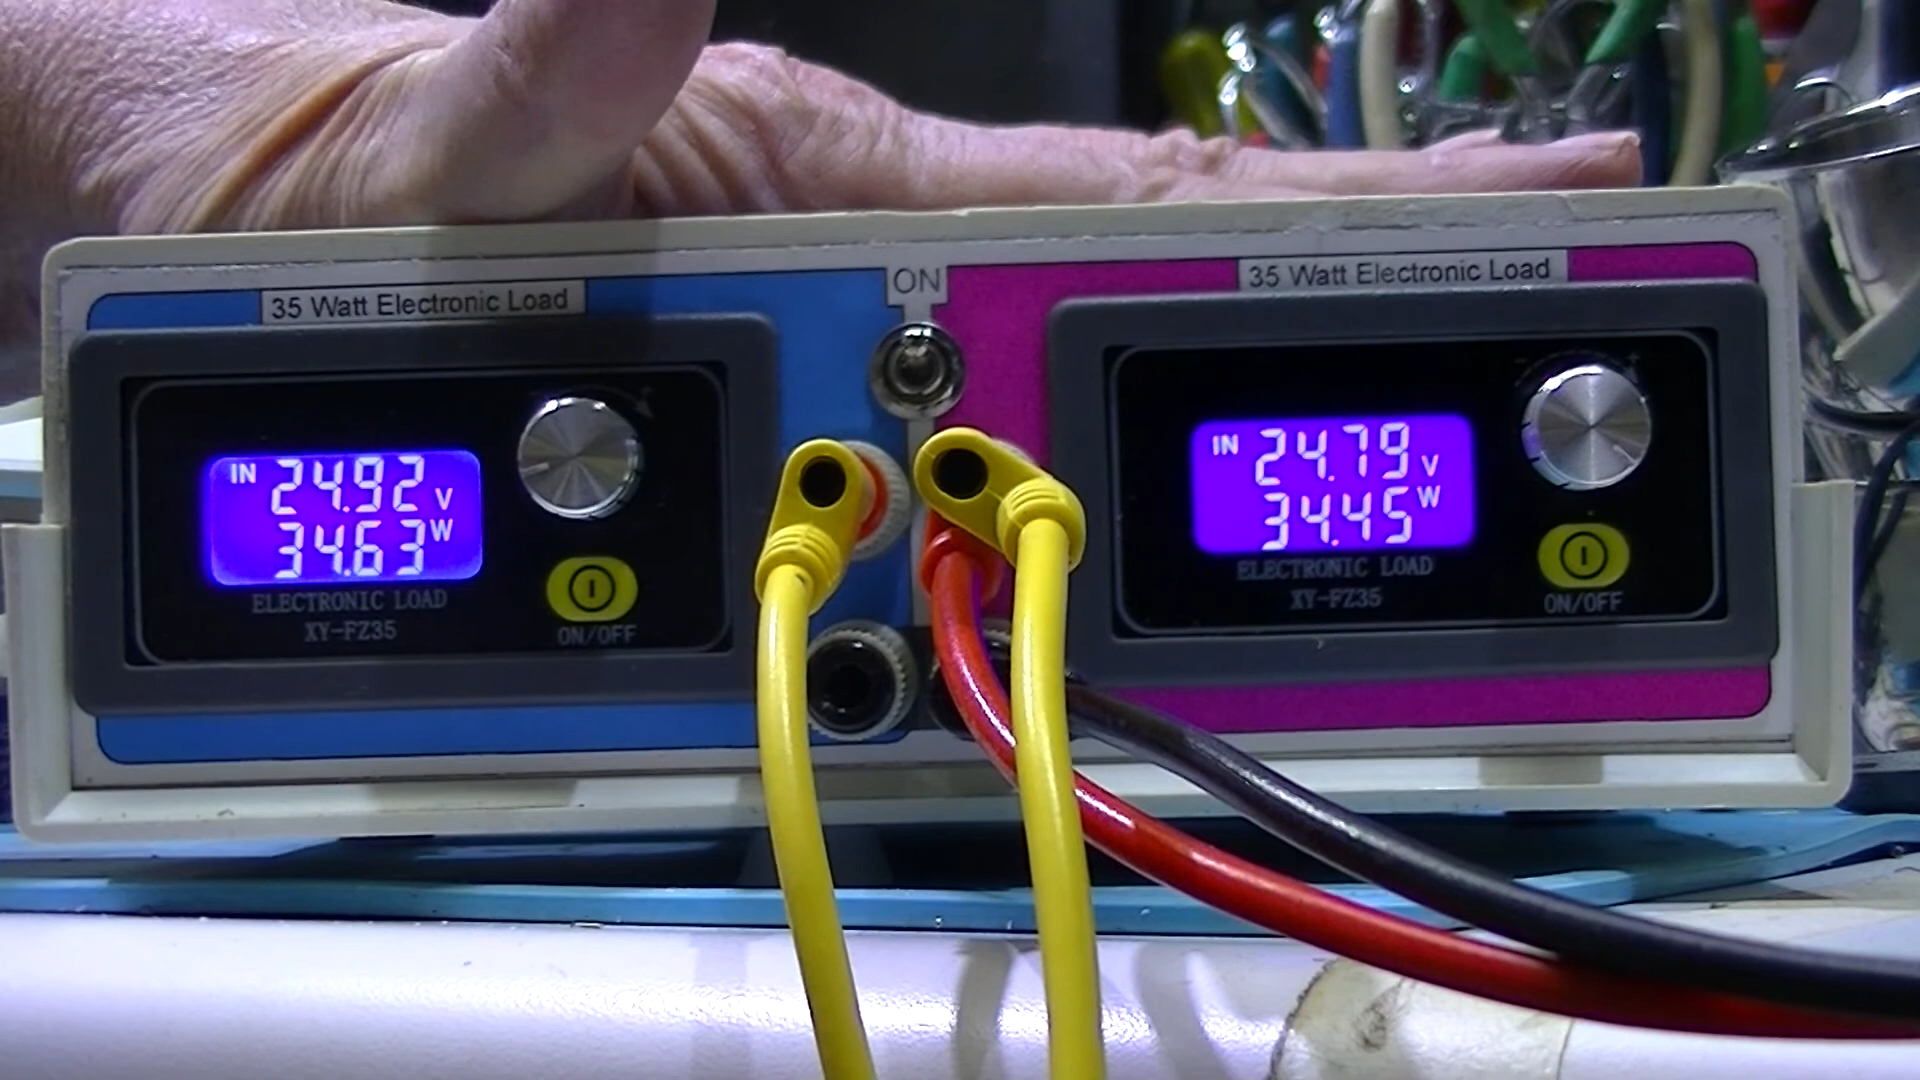 ON
35 Watt Electronic Load
IN 24.92 V
34.63 W
ELECTRONIC LOAD
XY-FZ35
ON/OFF
35 Watt Electronic Load
IN 24.79 V
34.45 W
ELECTRONIC LOAD
XY-FZ35
ON/OFF